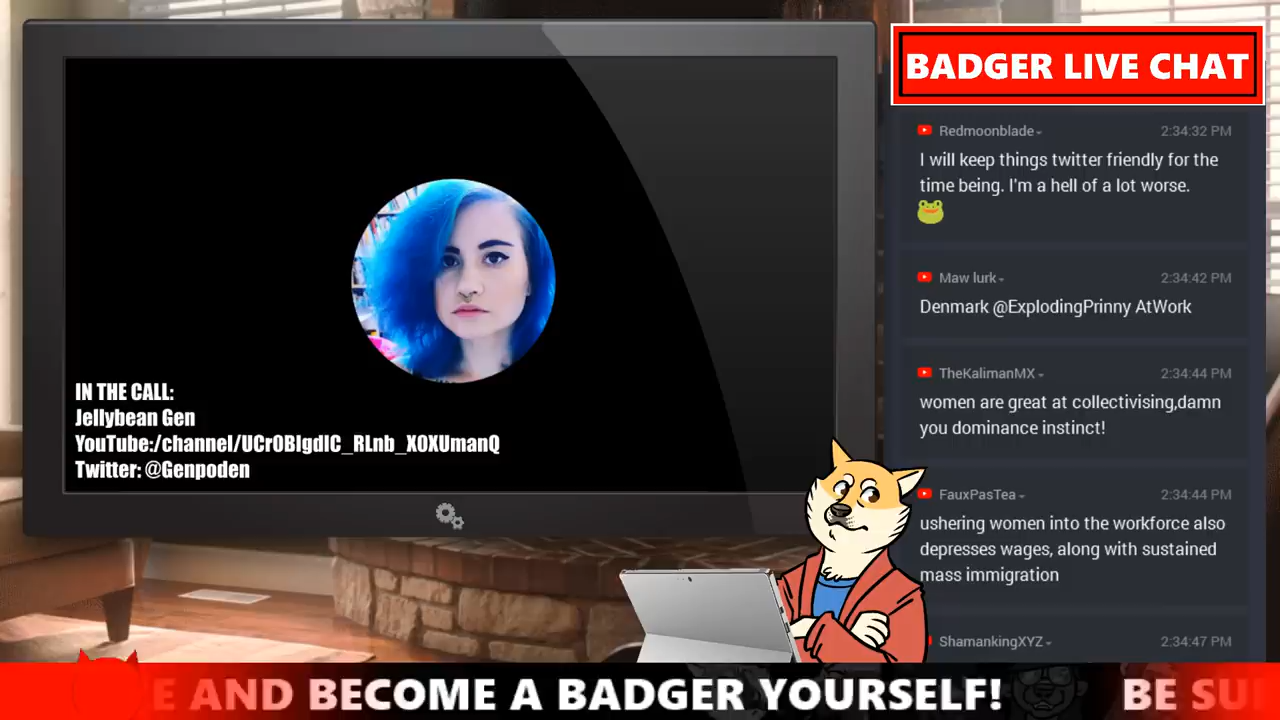 BADGER LIVE CHAT
Redmoonblade
2:34:32 PM
I will keep things twitter friendly for the
time being. I'm a hell of a lot worse.
Maw lurk
2:34:42 PM
Denmark @ExplodingPrinny AtWork
TheKalimanMX
2:34:44 PM
women are great at collectivising,damn
you dominance instinct!
FauxPasTea
2:34:44 PM
ushering women into the workforce also
depresses wages, along with sustained
mass immigration
ShamankingXYZ
2:34:47 PM
IN THE CALL:
Jellybean Gen
YouTube:/channel/UCrOBIgdIC_RLnb_XOXUmanQ
Twitter: @Genpoden
E AND BECOME A BADGER YOURSELF!
BE SU